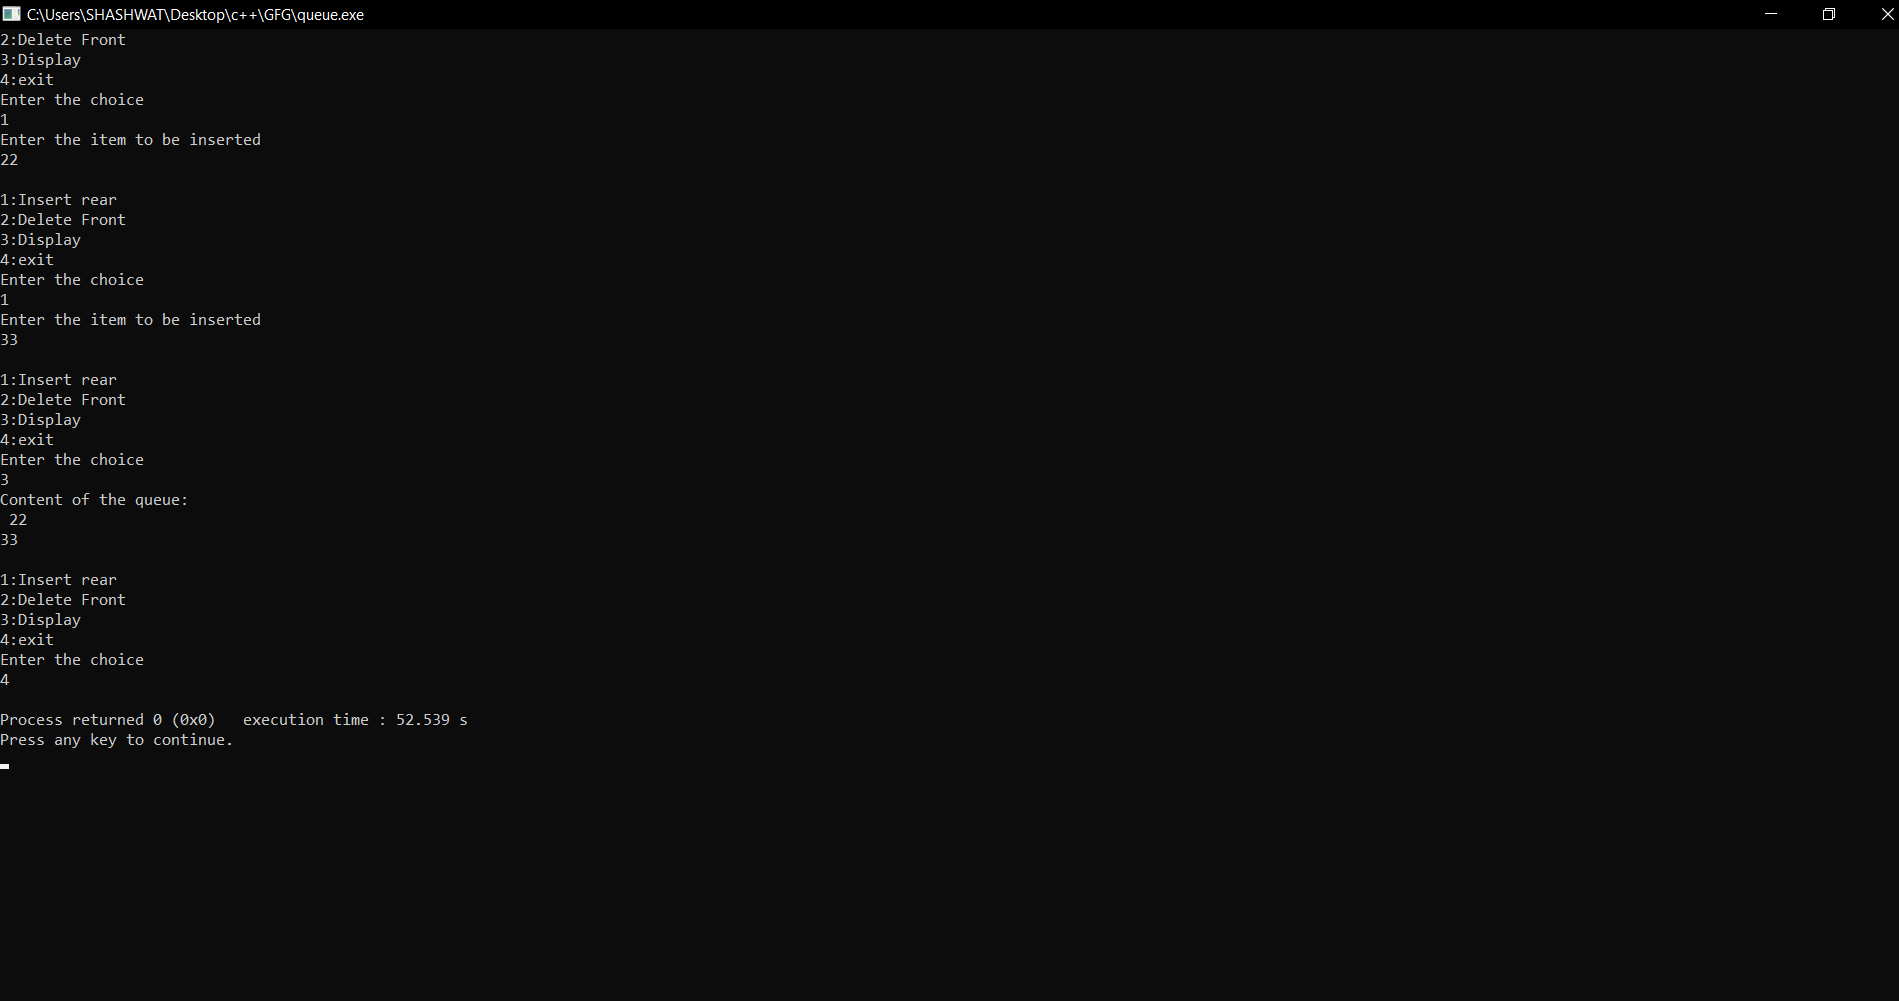 C:\Users\SHASHWAT\Desktop\c++\GFG\queue.exe
2:Delete Front
3:Display
4:exit
Enter the choice
1
Enter the item to be inserted
22

1:Insert rear
2:Delete Front
3:Display
4:exit
Enter the choice
1
Enter the item to be inserted
33

1:Insert rear
2:Delete Front
3:Display
4:exit
Enter the choice
3
Content of the queue:
 22
33

1:Insert rear
2:Delete Front
3:Display
4:exit
Enter the choice
4

Process returned 0 (0x0)   execution time : 52.539 s
Press any key to continue.